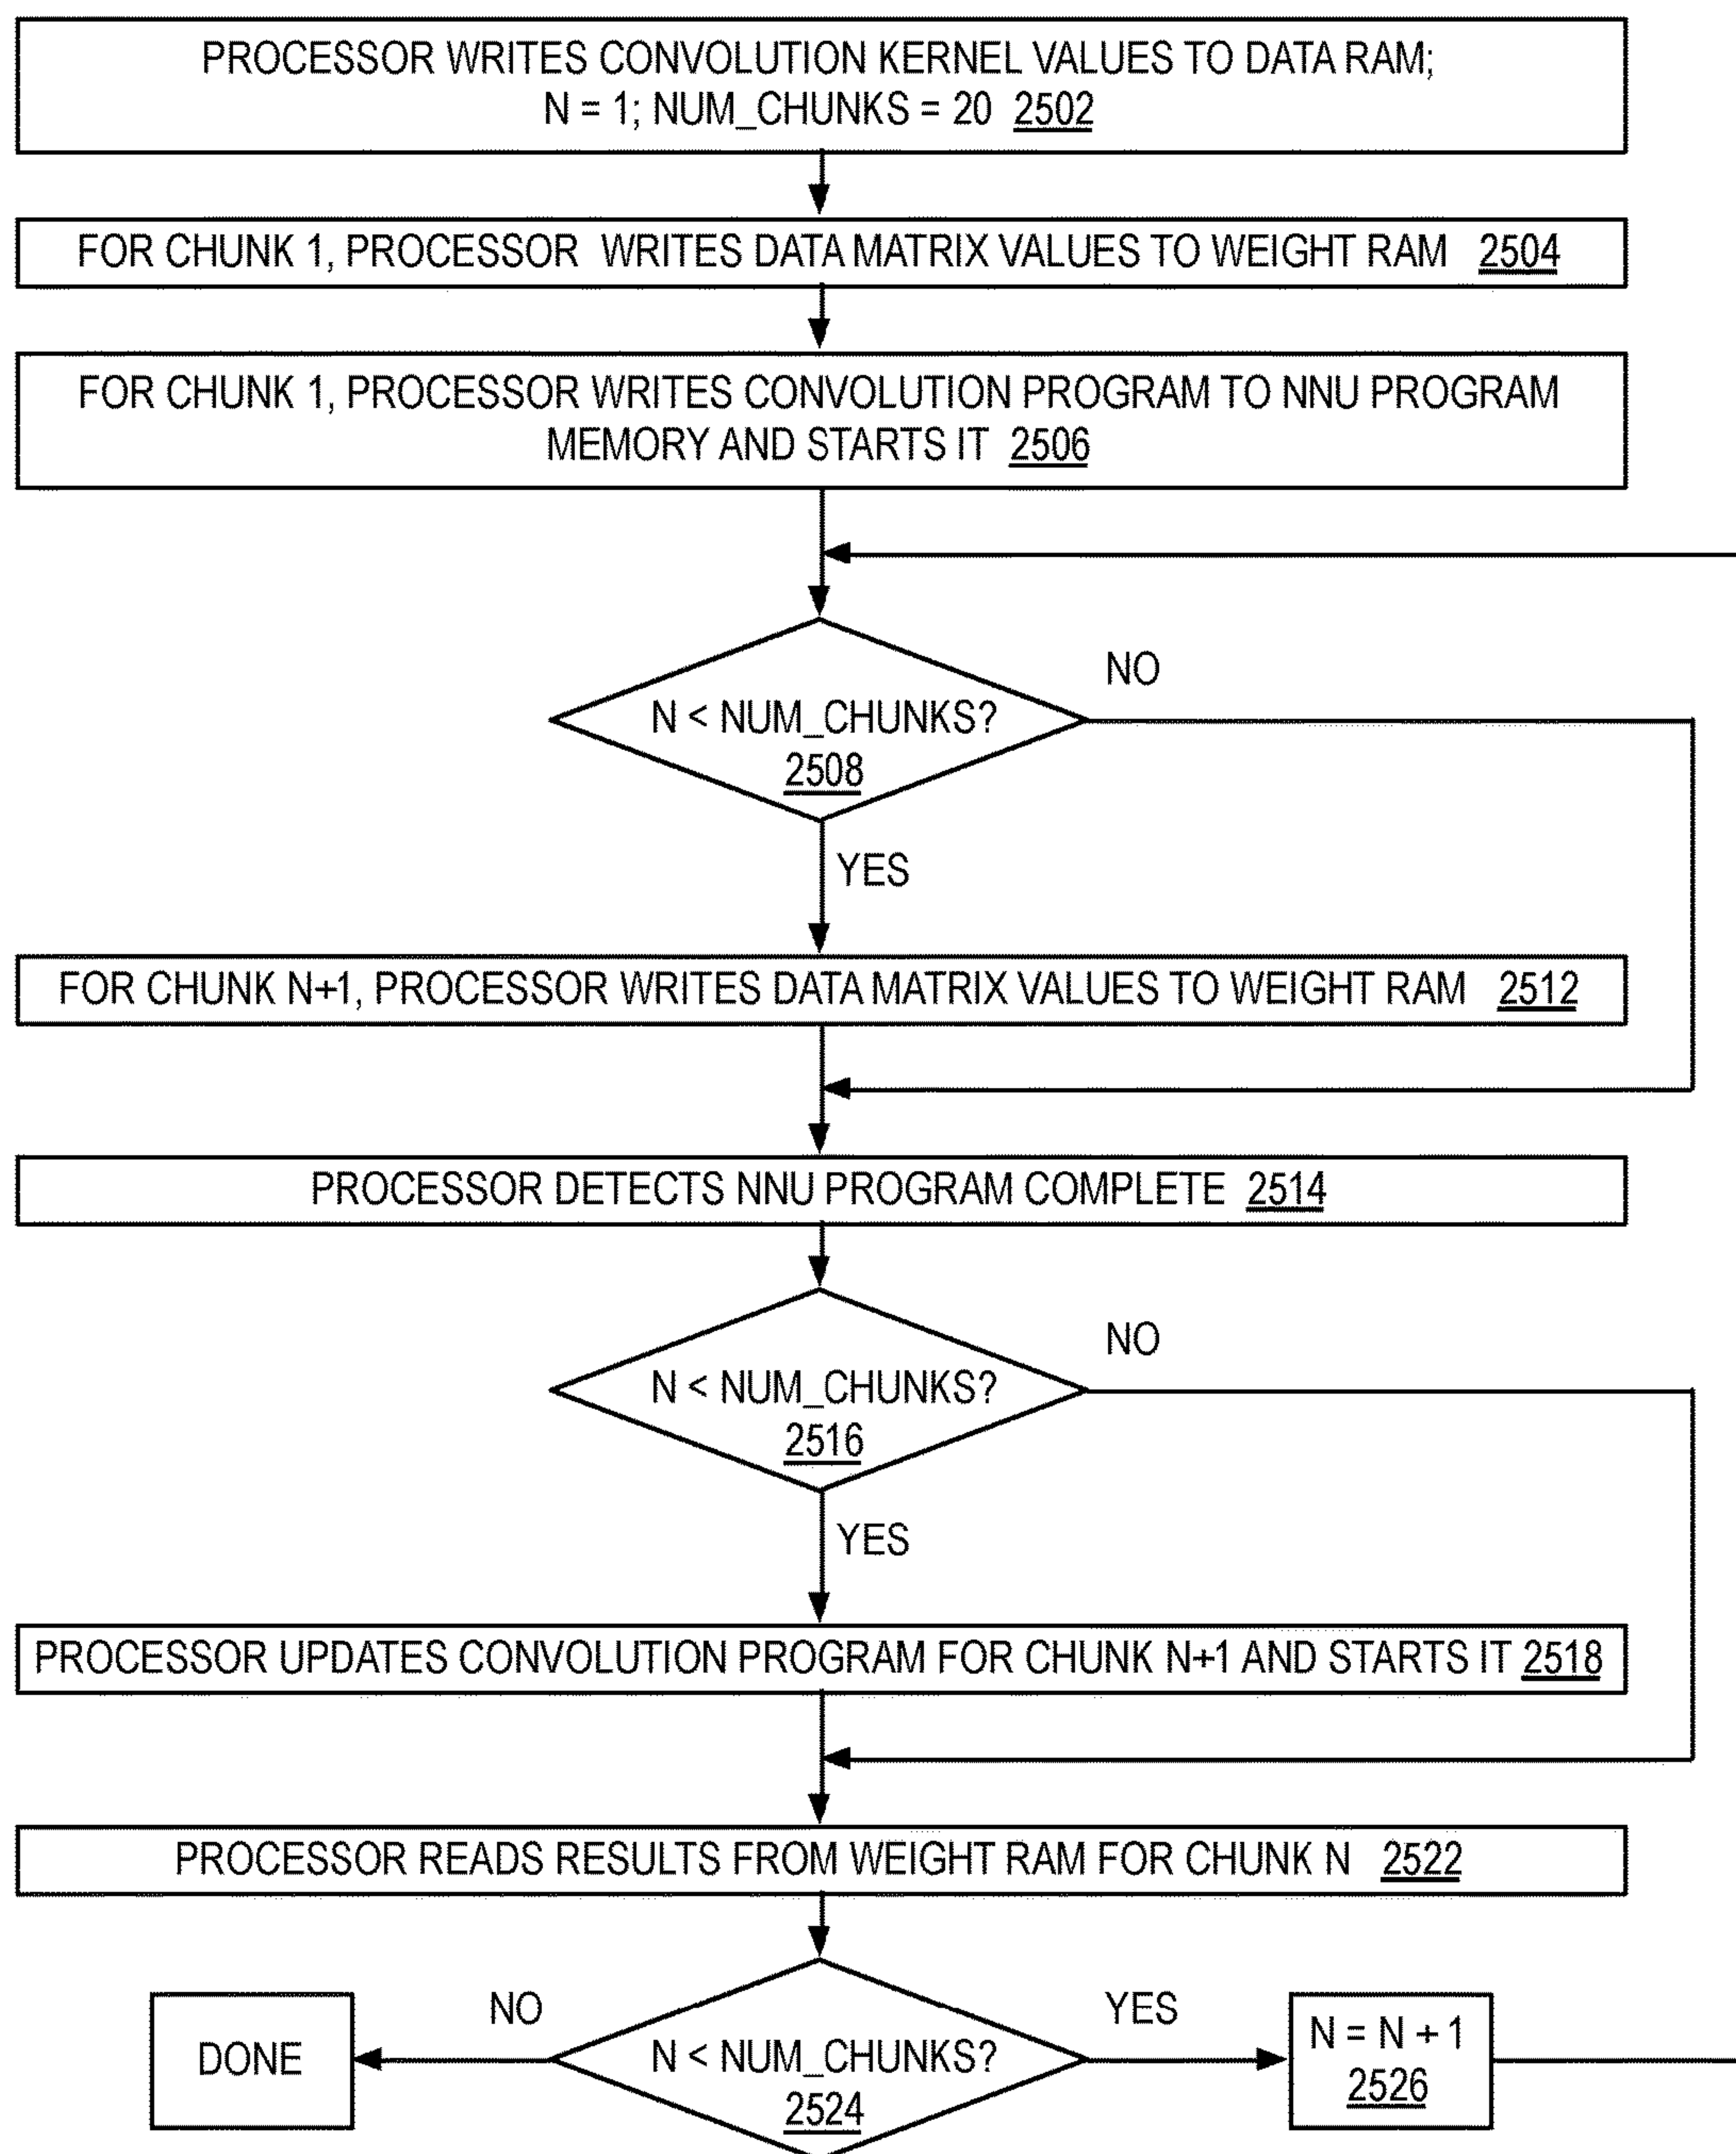 PROCESSOR WRITES CONVOLUTION KERNEL VALUES TO DATA RAM;
N = 1; NUM_CHUNKS = 20 2502
FOR CHUNK 1, PROCESSOR WRITES DATA MATRIX VALUES TO WEIGHT RAM 2504
FOR CHUNK 1, PROCESSOR WRITES CONVOLUTION PROGRAM TO NNU PROGRAM
MEMORY AND STARTS IT 2506
NO
N < NUM_CHUNKS?
2508
YES
FOR CHUNK N+1, PROCESSOR WRITES DATA MATRIX VALUES TO WEIGHT RAM 2512
PROCESSOR DETECTS NNU PROGRAM COMPLETE 2514
NO
N < NUM_CHUNKS?
2516
YES
PROCESSOR UPDATES CONVOLUTION PROGRAM FOR CHUNK N+1 AND STARTS IT 2518
PROCESSOR READS RESULTS FROM WEIGHT RAM FOR CHUNK N 2522
NO
YES
DONE
N < NUM_CHUNKS?
2524
N = N + 1
2526